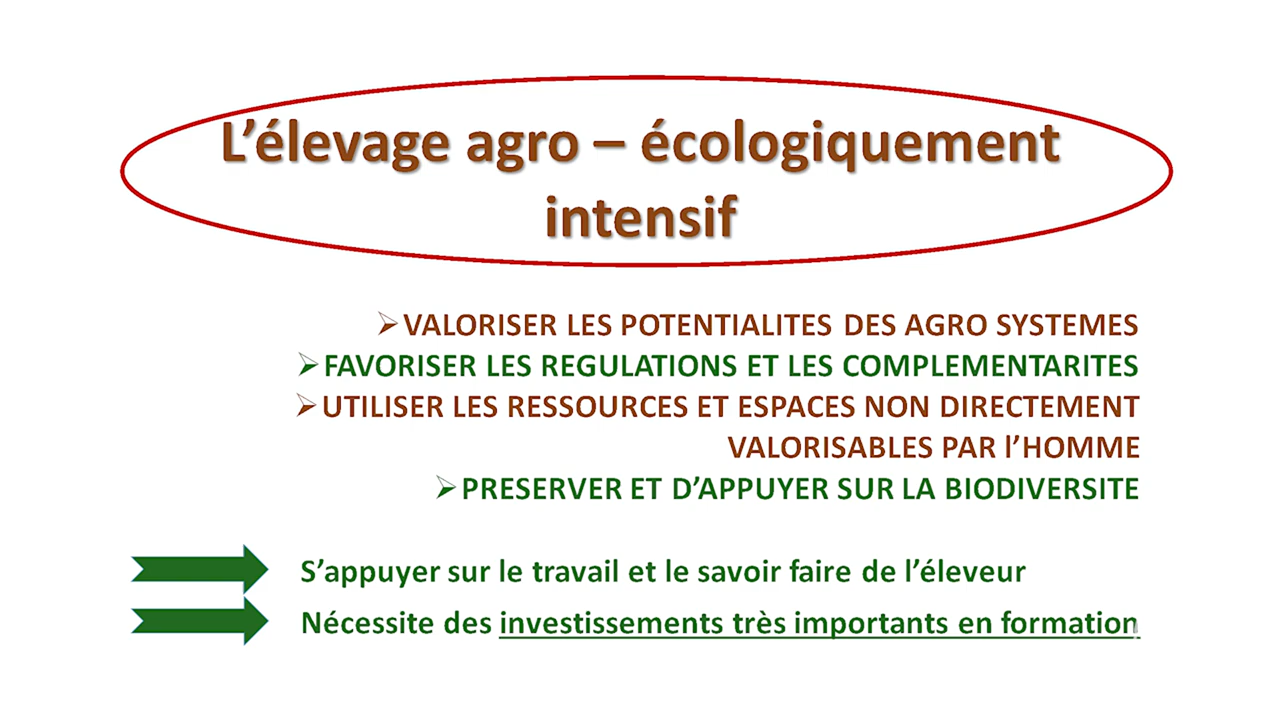 L'élevage agro – écologiquement
intensif
VALORISER LES POTENTIALITES DES AGRO SYSTEMES
FAVORISER LES REGULATIONS ET LES COMPLEMENTARITES
UTILISER LES RESSOURCES ET ESPACES NON DIRECTEMENT
VALORISABLES PAR l'HOMME
PRESERVER ET D'APPUYER SUR LA BIODIVERSITE
S'appuyer sur le travail et le savoir faire de l'éleveur
Nécessite des investissements très importants en formation